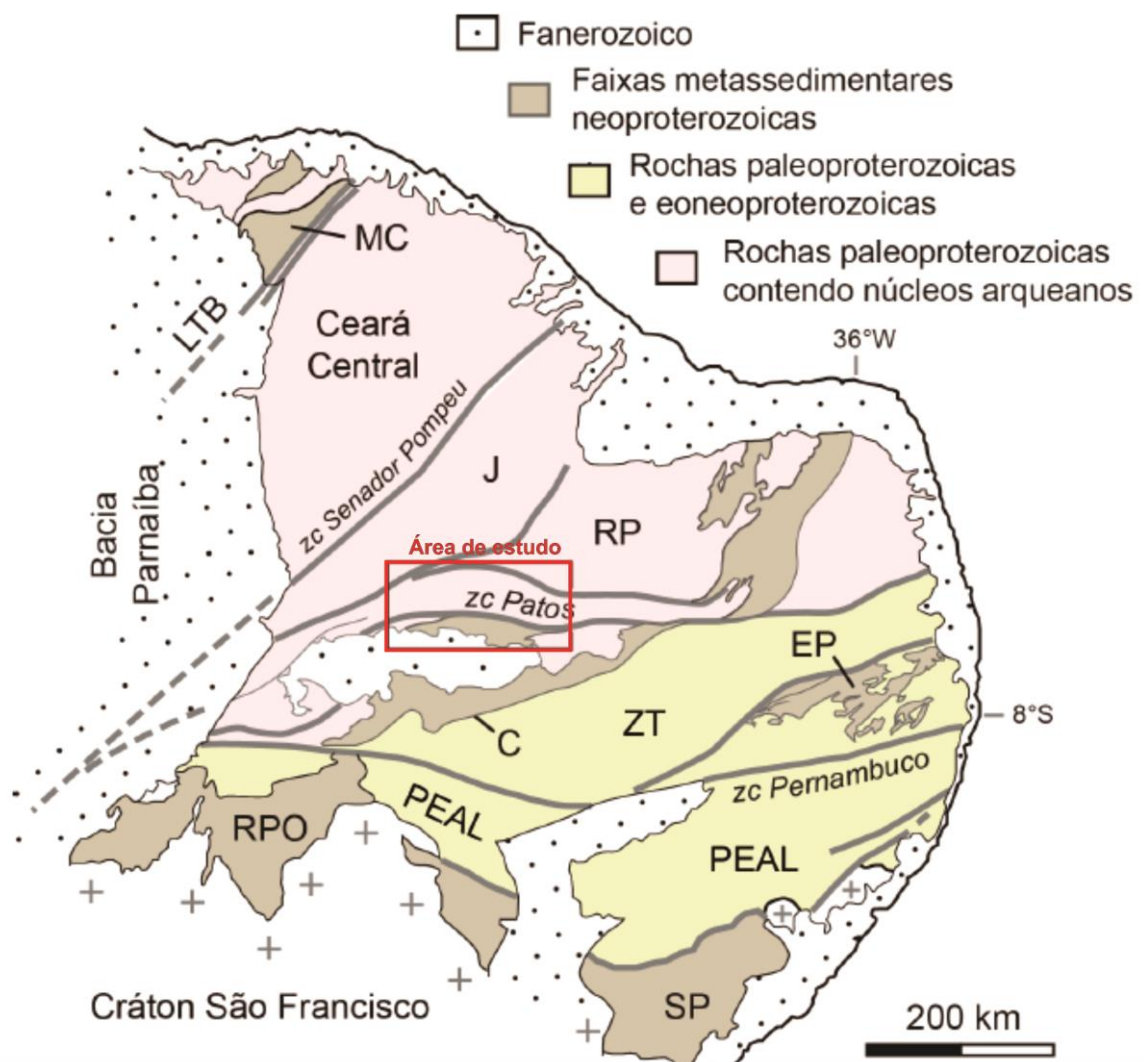 Fanerozoico
Faixas metassedimentares
neoproterozoicas
Rochas paleoproterozoicas
e eoneoproterozoicas
Rochas paleoproterozoicas
contendo núcleos arqueanos
36°W
MC
LTB
Ceará
Central
zc Senador Pompeu
J
Bacia
Parnaíba
RP
Área de estudo
zc Patos
EP
ZT
8°S
C
zc Pernambuco
PEAL
RPO
PEAL
Cráton São Francisco
SP
200 km